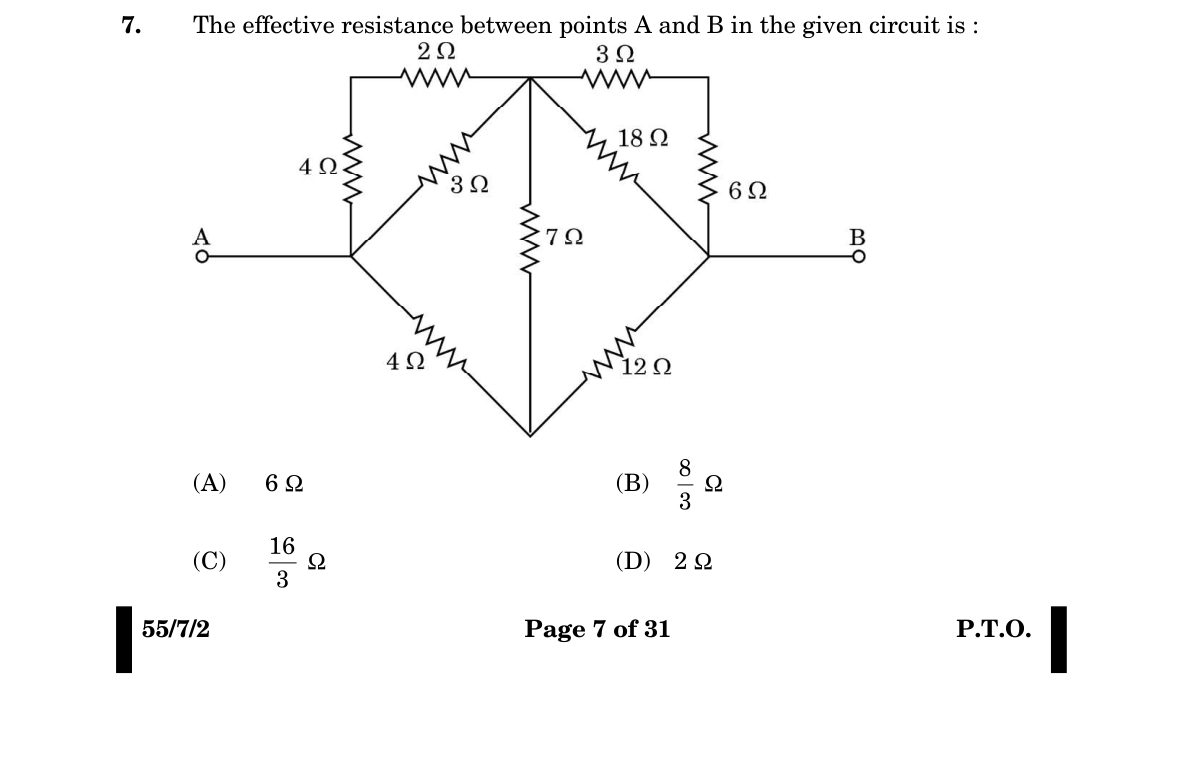 7. The effective resistance between points A and B in the given circuit is :
2 Ω 3 Ω
18 Ω
4 Ω
3 Ω
6 Ω
A 7 Ω B
4 Ω 12 Ω
(A) 6 Ω (B) 8/3 Ω
(C) 16/3 Ω (D) 2 Ω
55/7/2 Page 7 of 31 P.T.O.